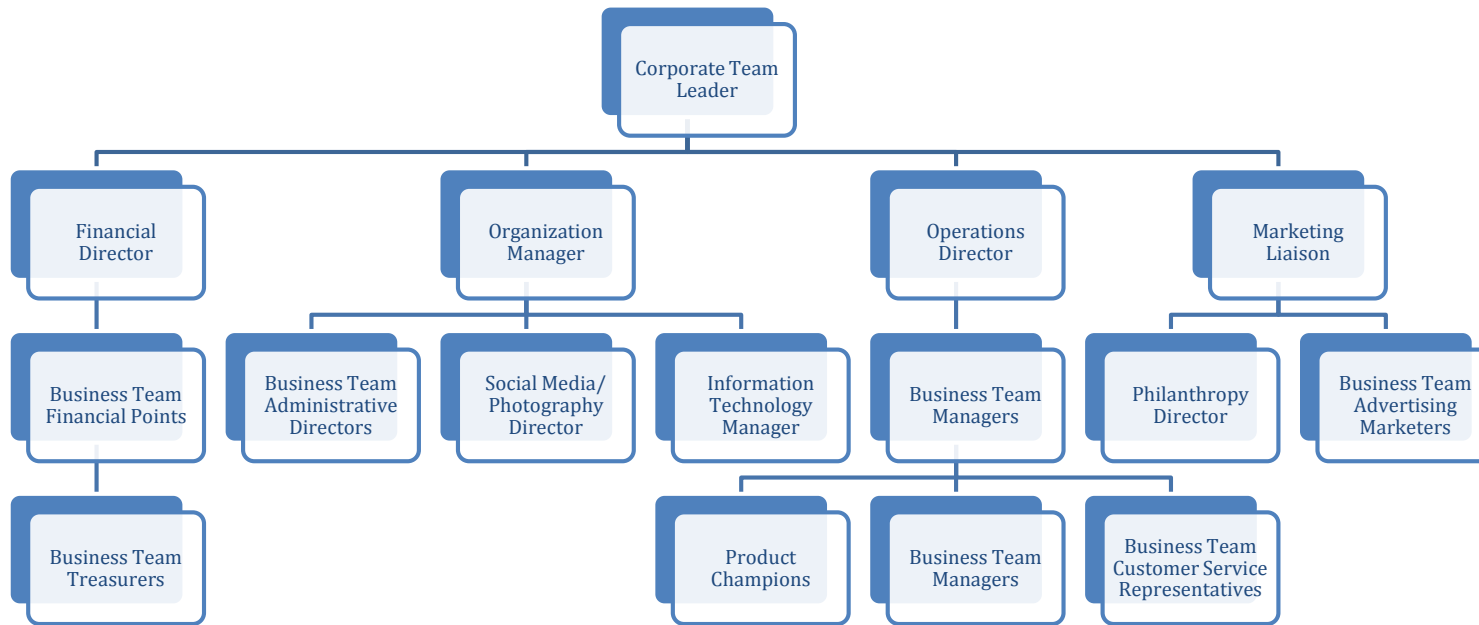 Corporate Team
Leader
Financial
Director
Organization
Manager
Operations
Director
Marketing
Liaison
Business Team
Financial Points
Business Team
Administrative
Directors
Social Media/
Photography
Director
Information
Technology
Manager
Business Team
Managers
Philanthropy
Director
Business Team
Advertising
Marketers
Business Team
Treasurers
Product
Champions
Business Team
Managers
Business Team
Customer Service
Representatives